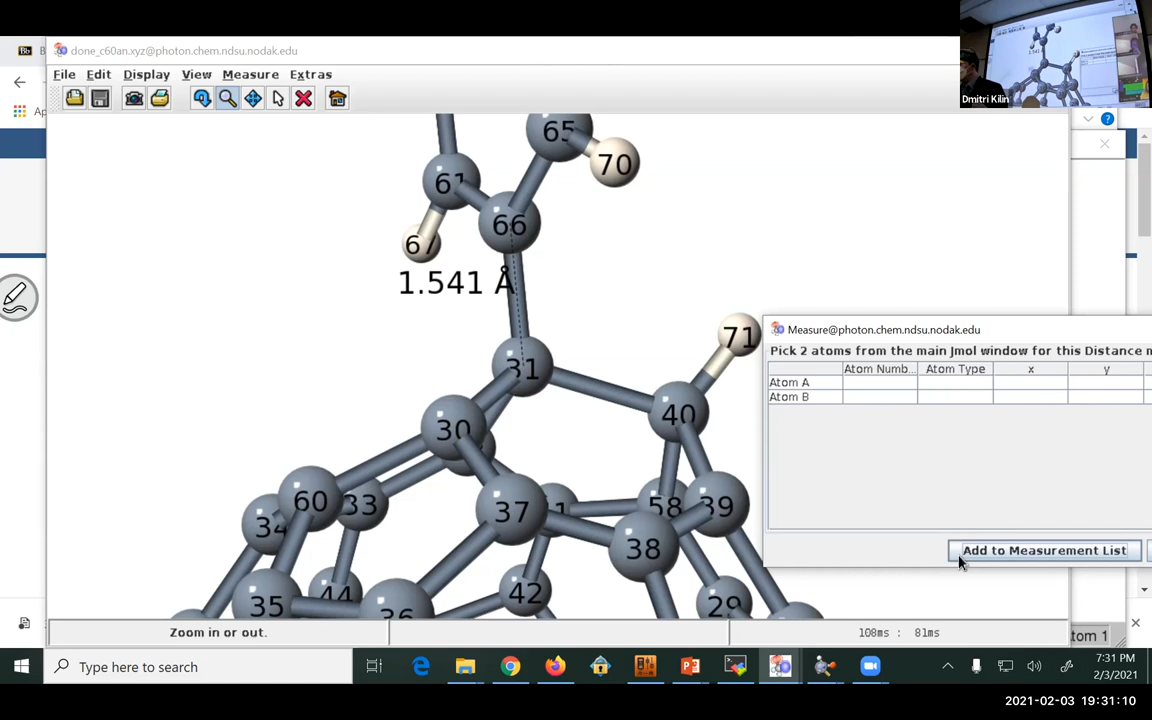 Bb
done_c60an.xyz@photon.chem.ndsu.nodak.edu
File Edit Display View Measure Extras
Dmitri Kilin
?
65
70
61
66
67
1.541 Å
31
71
30
40
60
33
37
58
39
34
38
35
44
42
29
36
Measure@photon.chem.ndsu.nodak.edu
Pick 2 atoms from the main Jmol window for this Distance m
Atom Numb... Atom Type x y
Atom A
Atom B
Add to Measurement List
Zoom in or out.
108ms : 81ms
tom 1
Type here to search
7:31 PM
2/3/2021
2021-02-03 19:31:10